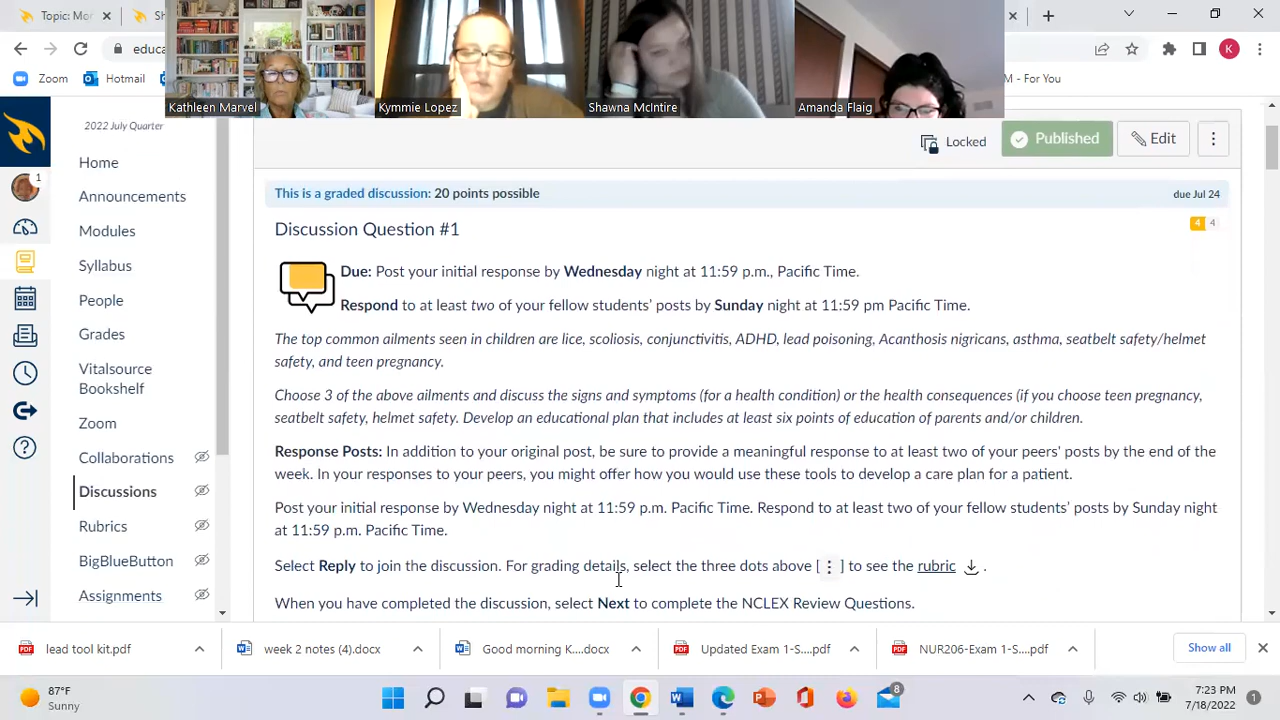 Topic: Mor
educa
Kathleen Marvel
Kymmie Lopez
Shawna McIntire
Amanda Flaig
K
Zoom
Hotmail
M - For You
2022 July Quarter
1
Home
Announcements
Modules
Syllabus
People
Grades
Vitalsource
Bookshelf
Zoom
Collaborations
Discussions
Rubrics
BigBlueButton
Assignments
Locked
Published
Edit
This is a graded discussion: 20 points possible
due Jul 24
Discussion Question #1
4 4
Due: Post your initial response by Wednesday night at 11:59 p.m., Pacific Time.
Respond to at least two of your fellow students' posts by Sunday night at 11:59 pm Pacific Time.
The top common ailments seen in children are lice, scoliosis, conjunctivitis, ADHD, lead poisoning, Acanthosis nigricans, asthma, seatbelt safety/helmet
safety, and teen pregnancy.
Choose 3 of the above ailments and discuss the signs and symptoms (for a health condition) or the health consequences (if you choose teen pregnancy,
seatbelt safety, helmet safety. Develop an educational plan that includes at least six points of education of parents and/or children.
Response Posts: In addition to your original post, be sure to provide a meaningful response to at least two of your peers' posts by the end of the
week. In your responses to your peers, you might offer how you would use these tools to develop a care plan for a patient.
Post your initial response by Wednesday night at 11:59 p.m. Pacific Time. Respond to at least two of your fellow students' posts by Sunday night
at 11:59 p.m. Pacific Time.
Select Reply to join the discussion. For grading details, select the three dots above [ ⋮ ] to see the rubric .
When you have completed the discussion, select Next to complete the NCLEX Review Questions.
lead tool kit.pdf
week 2 notes (4).docx
Good morning K....docx
Updated Exam 1-S....pdf
NUR206-Exam 1-S....pdf
Show all
87°F
Sunny
8
7:23 PM
7/18/2022
1